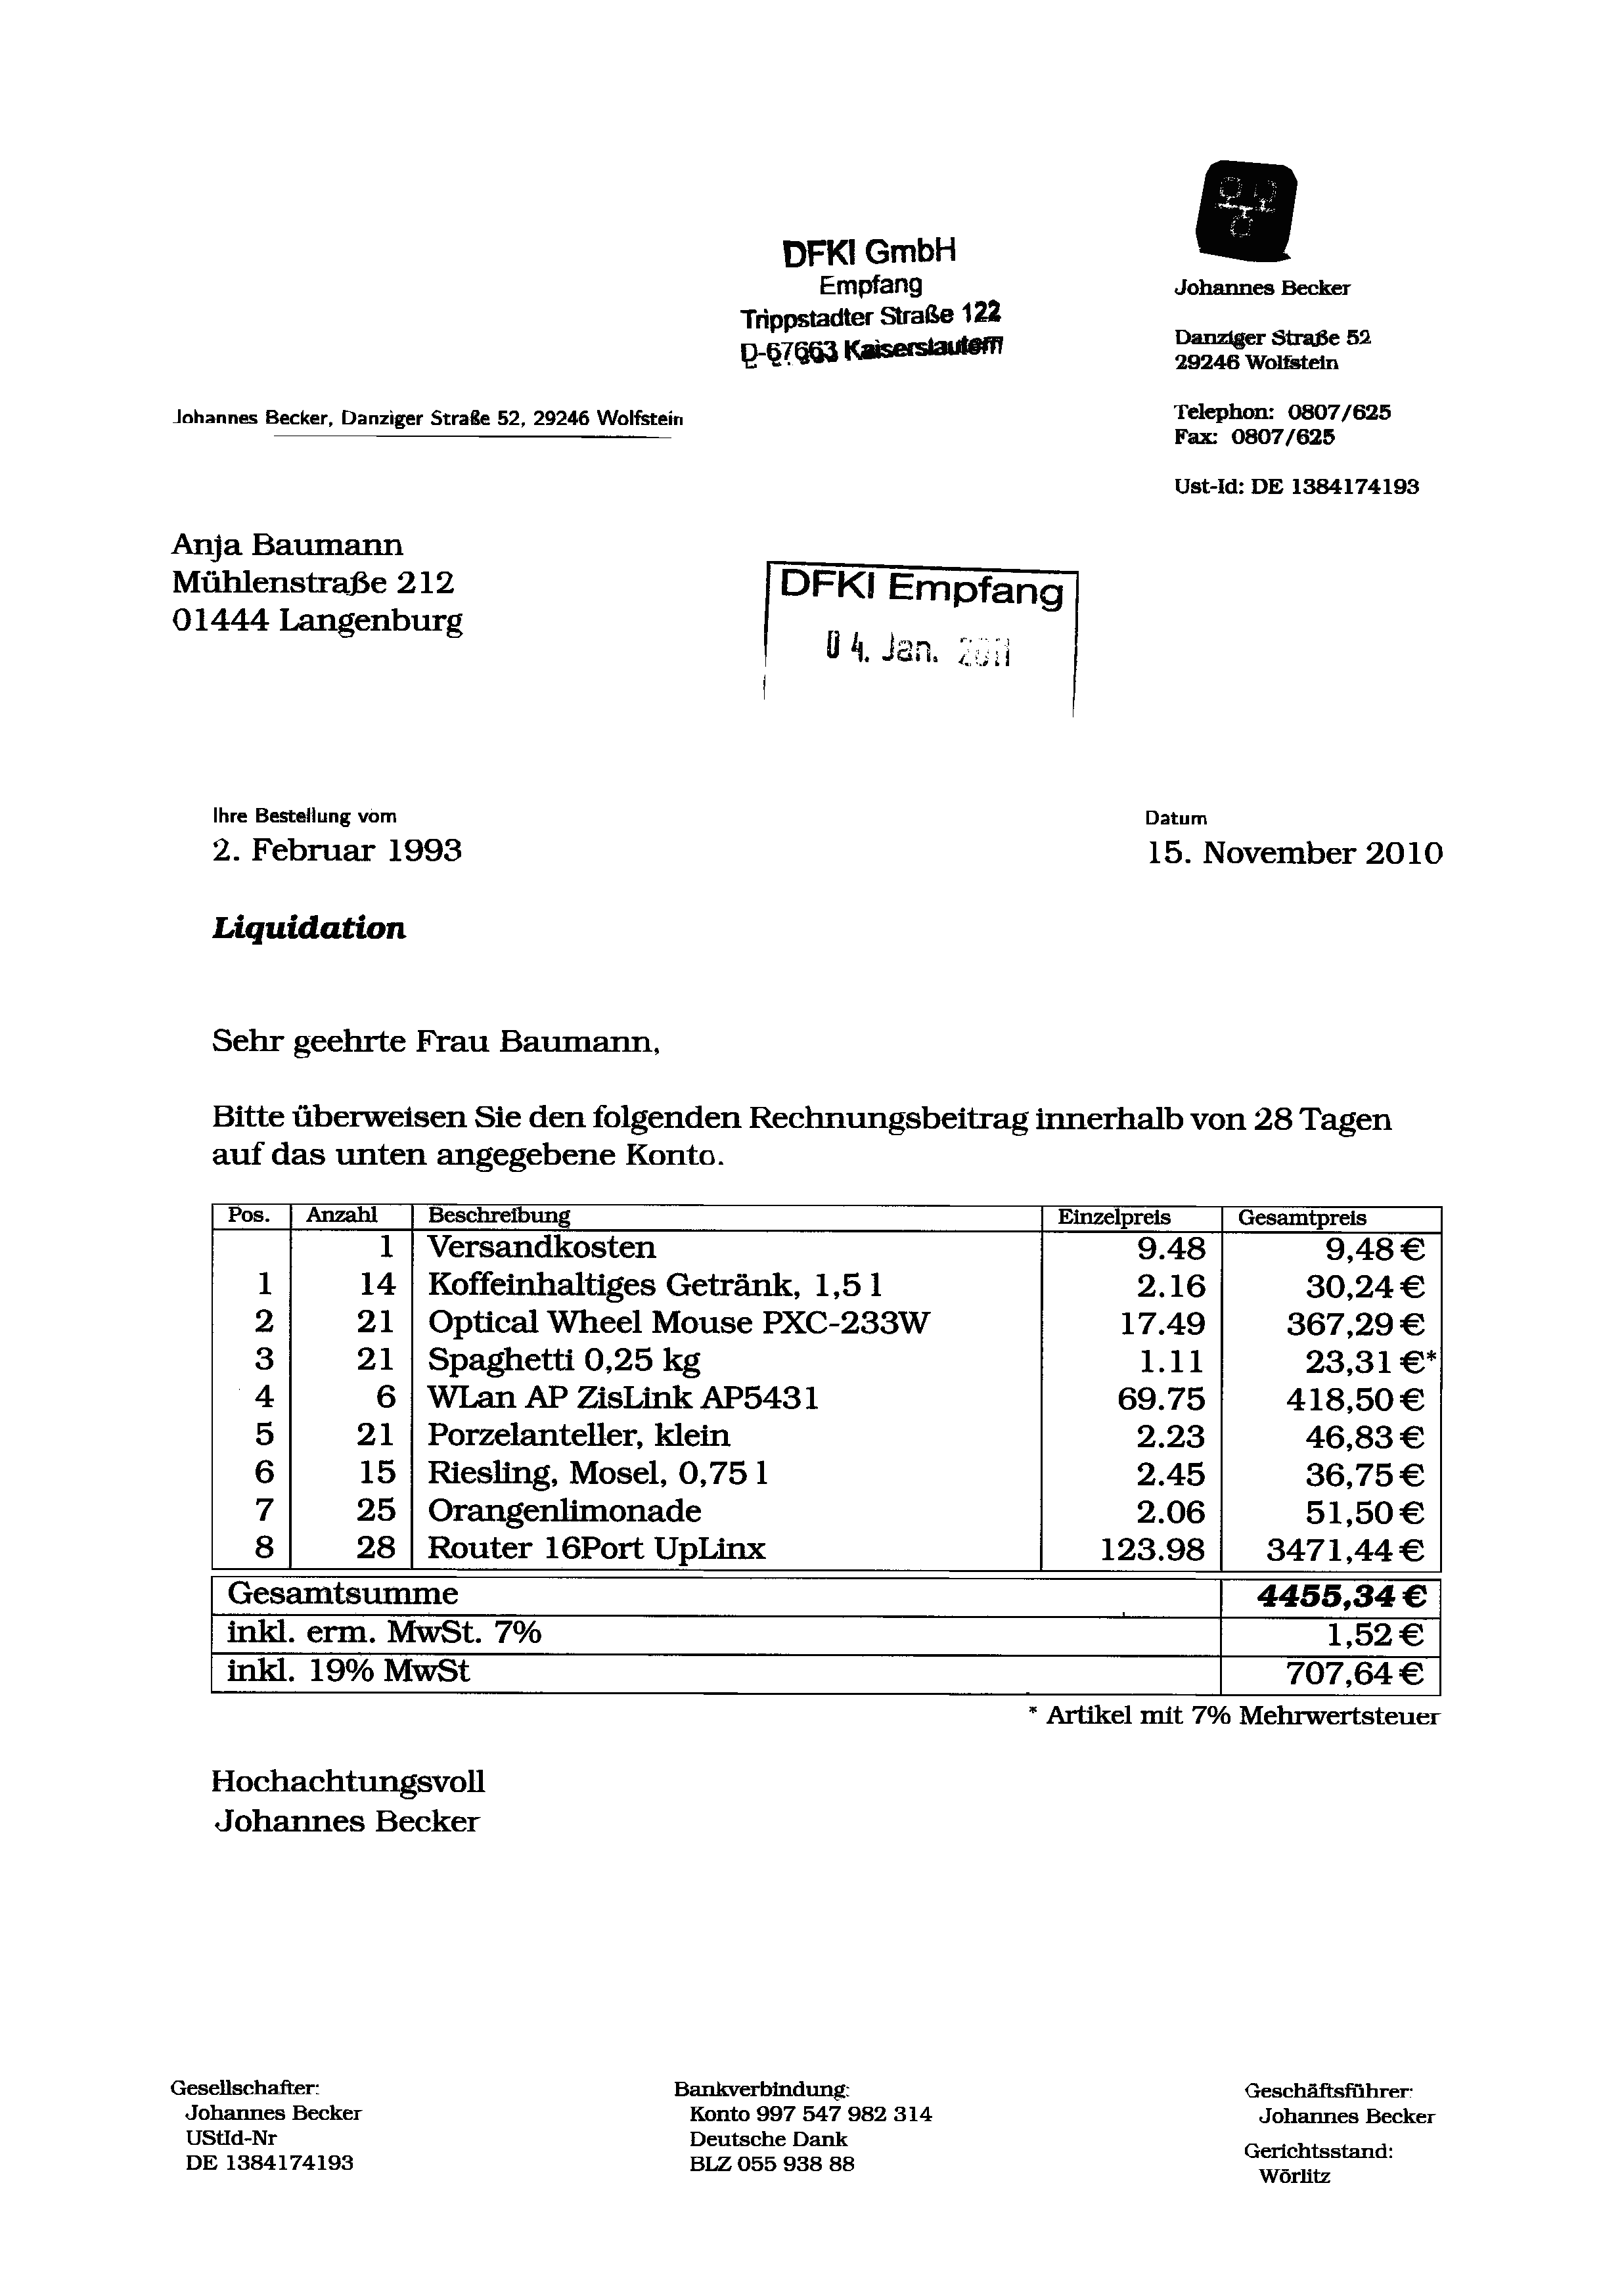 DFKI GmbH
Empfang
Trippstadter Straße 122
D-67663 Kaiserslautern
Johannes Becker
Danziger Straße 52
29246 Wolfstein
Telephon: 0807/625
Fax: 0807/625
Ust-Id: DE 1384174193
Johannes Becker, Danziger Straße 52, 29246 Wolfstein
Anja Baumann
Mühlenstraße 212
01444 Langenburg
DFKI Empfang
04. Jan. 2011
Ihre Bestellung vom
2. Februar 1993
Datum
15. November 2010
Liquidation
Sehr geehrte Frau Baumann,
Bitte überweisen Sie den folgenden Rechnungsbeitrag innerhalb von 28 Tagen
auf das unten angegebene Konto.
Pos. Anzahl Beschreibung Einzelpreis Gesamtpreis
1 Versandkosten 9.48 9,48 €
1 14 Koffeinhaltiges Getränk, 1,5 l 2.16 30,24 €
2 21 Optical Wheel Mouse PXC-233W 17.49 367,29 €
3 21 Spaghetti 0,25 kg 1.11 23,31 €*
4 6 WLan AP ZisLink AP5431 69.75 418,50 €
5 21 Porzelanteller, klein 2.23 46,83 €
6 15 Riesling, Mosel, 0,75 l 2.45 36,75 €
7 25 Orangenlimonade 2.06 51,50 €
8 28 Router 16Port UpLinx 123.98 3471,44 €
Gesamtsumme 4455,34 €
inkl. erm. MwSt. 7% 1,52 €
inkl. 19% MwSt 707,64 €
* Artikel mit 7% Mehrwertsteuer
Hochachtungsvoll
Johannes Becker
Gesellschafter:
Johannes Becker
UStId-Nr
DE 1384174193
Bankverbindung:
Konto 997 547 982 314
Deutsche Dank
BLZ 055 938 88
Geschäftsführer:
Johannes Becker
Gerichtsstand:
Wörlitz